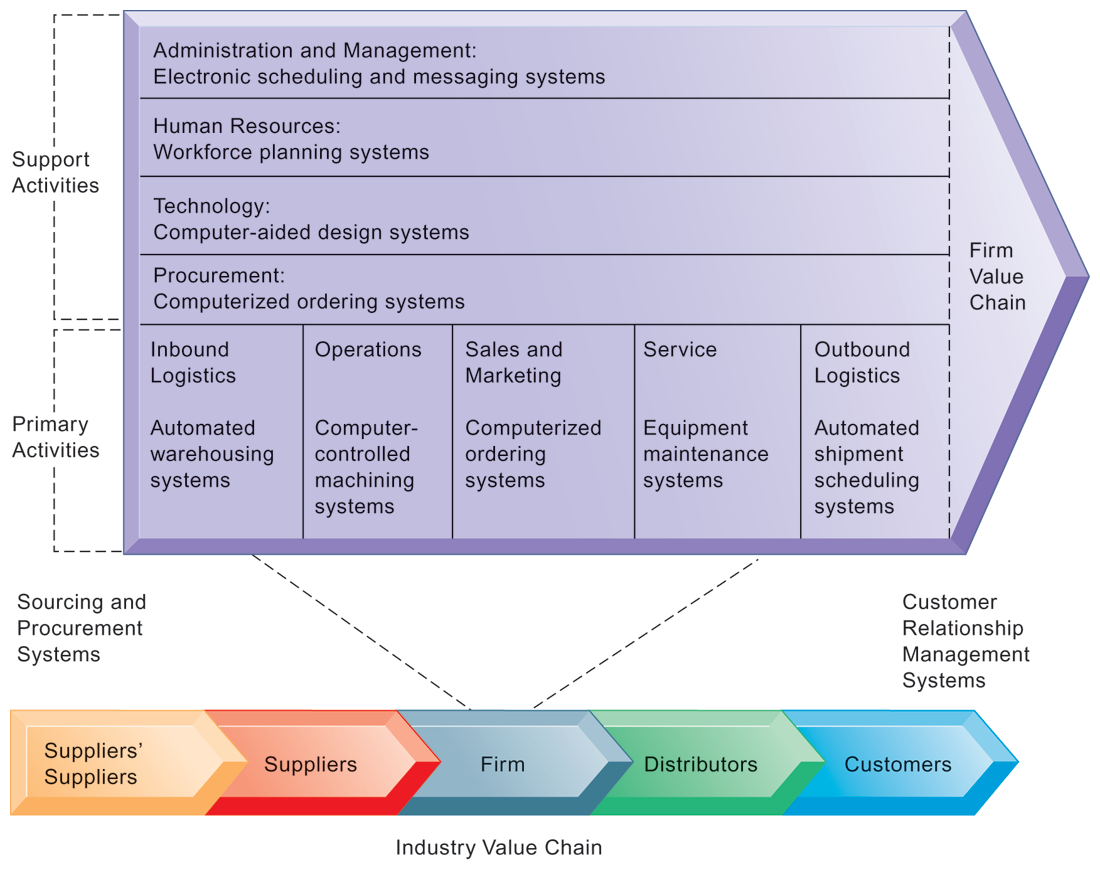 Administration and Management:
Electronic scheduling and messaging systems
Human Resources:
Workforce planning systems
Support
Activities
Technology:
Computer-aided design systems
Procurement:
Computerized ordering systems
Firm
Value
Chain
Primary
Activities
Inbound
Logistics
Automated
warehousing
systems
Operations
Computer-
controlled
machining
systems
Sales and
Marketing
Computerized
ordering
systems
Service
Equipment
maintenance
systems
Outbound
Logistics
Automated
shipment
scheduling
systems
Sourcing and
Procurement
Systems
Customer
Relationship
Management
Systems
Suppliers’
Suppliers
Suppliers
Firm
Distributors
Customers
Industry Value Chain